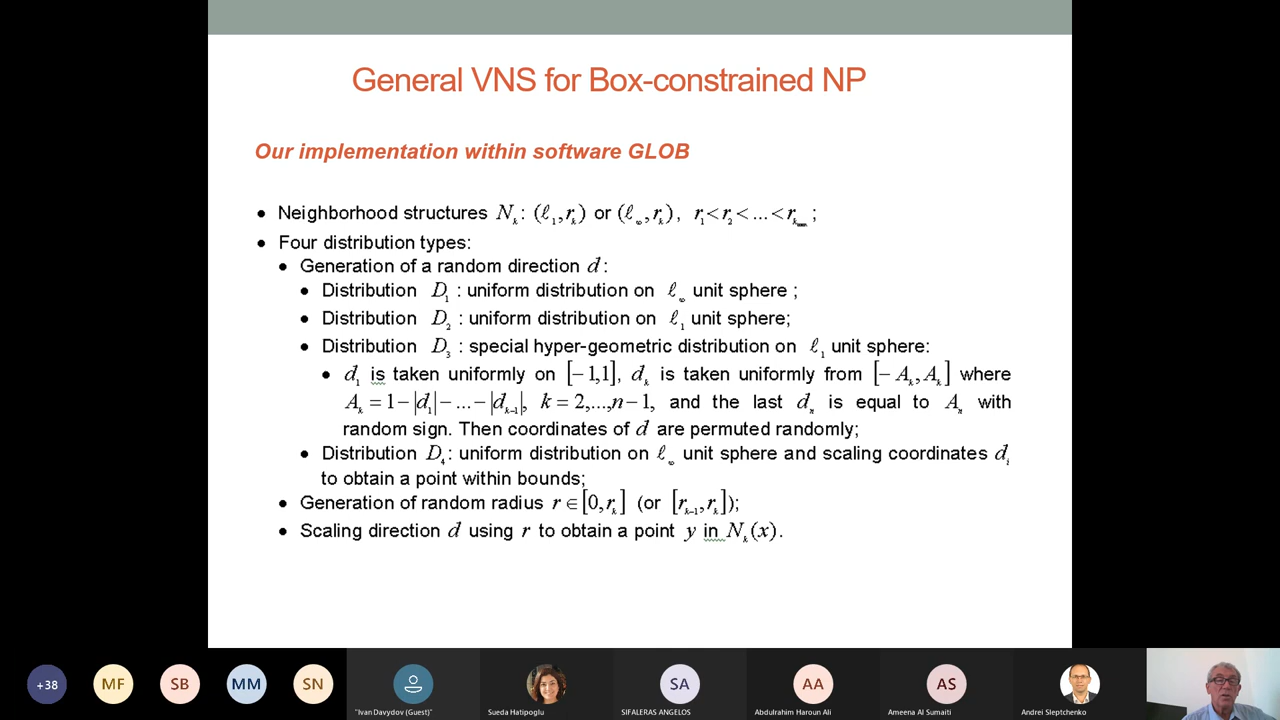 General VNS for Box-constrained NP
Our implementation within software GLOB
• Neighborhood structures N_k : (ℓ_1, r_k) or (ℓ_∞, r_k), r_1 < r_2 < ... < r_k ;
• Four distribution types:
• Generation of a random direction d :
• Distribution D_1 : uniform distribution on ℓ_∞ unit sphere ;
• Distribution D_2 : uniform distribution on ℓ_1 unit sphere;
• Distribution D_3 : special hyper-geometric distribution on ℓ_1 unit sphere:
• d_1 is taken uniformly on [-1,1], d_k is taken uniformly from [-A_k, A_k] where
A_k = 1-|d_1|-...-|d_{k-1}|, k = 2,...,n-1, and the last d_n is equal to A_n with
random sign. Then coordinates of d are permuted randomly;
• Distribution D_4 : uniform distribution on ℓ_∞ unit sphere and scaling coordinates d_i
to obtain a point within bounds;
• Generation of random radius r ∈ [0, r_k] (or [r_{k-1}, r_k]);
• Scaling direction d using r to obtain a point y in N_k(x).
+38
MF
SB
MM
SN
SA
AA
AS
"Ivan Davydov (Guest)"
Sueda Hatipoglu
SIFALERAS ANGELOS
Abdulrahim Haroun Ali
Ameena Al Sumaiti
Andrei Sleptchenko